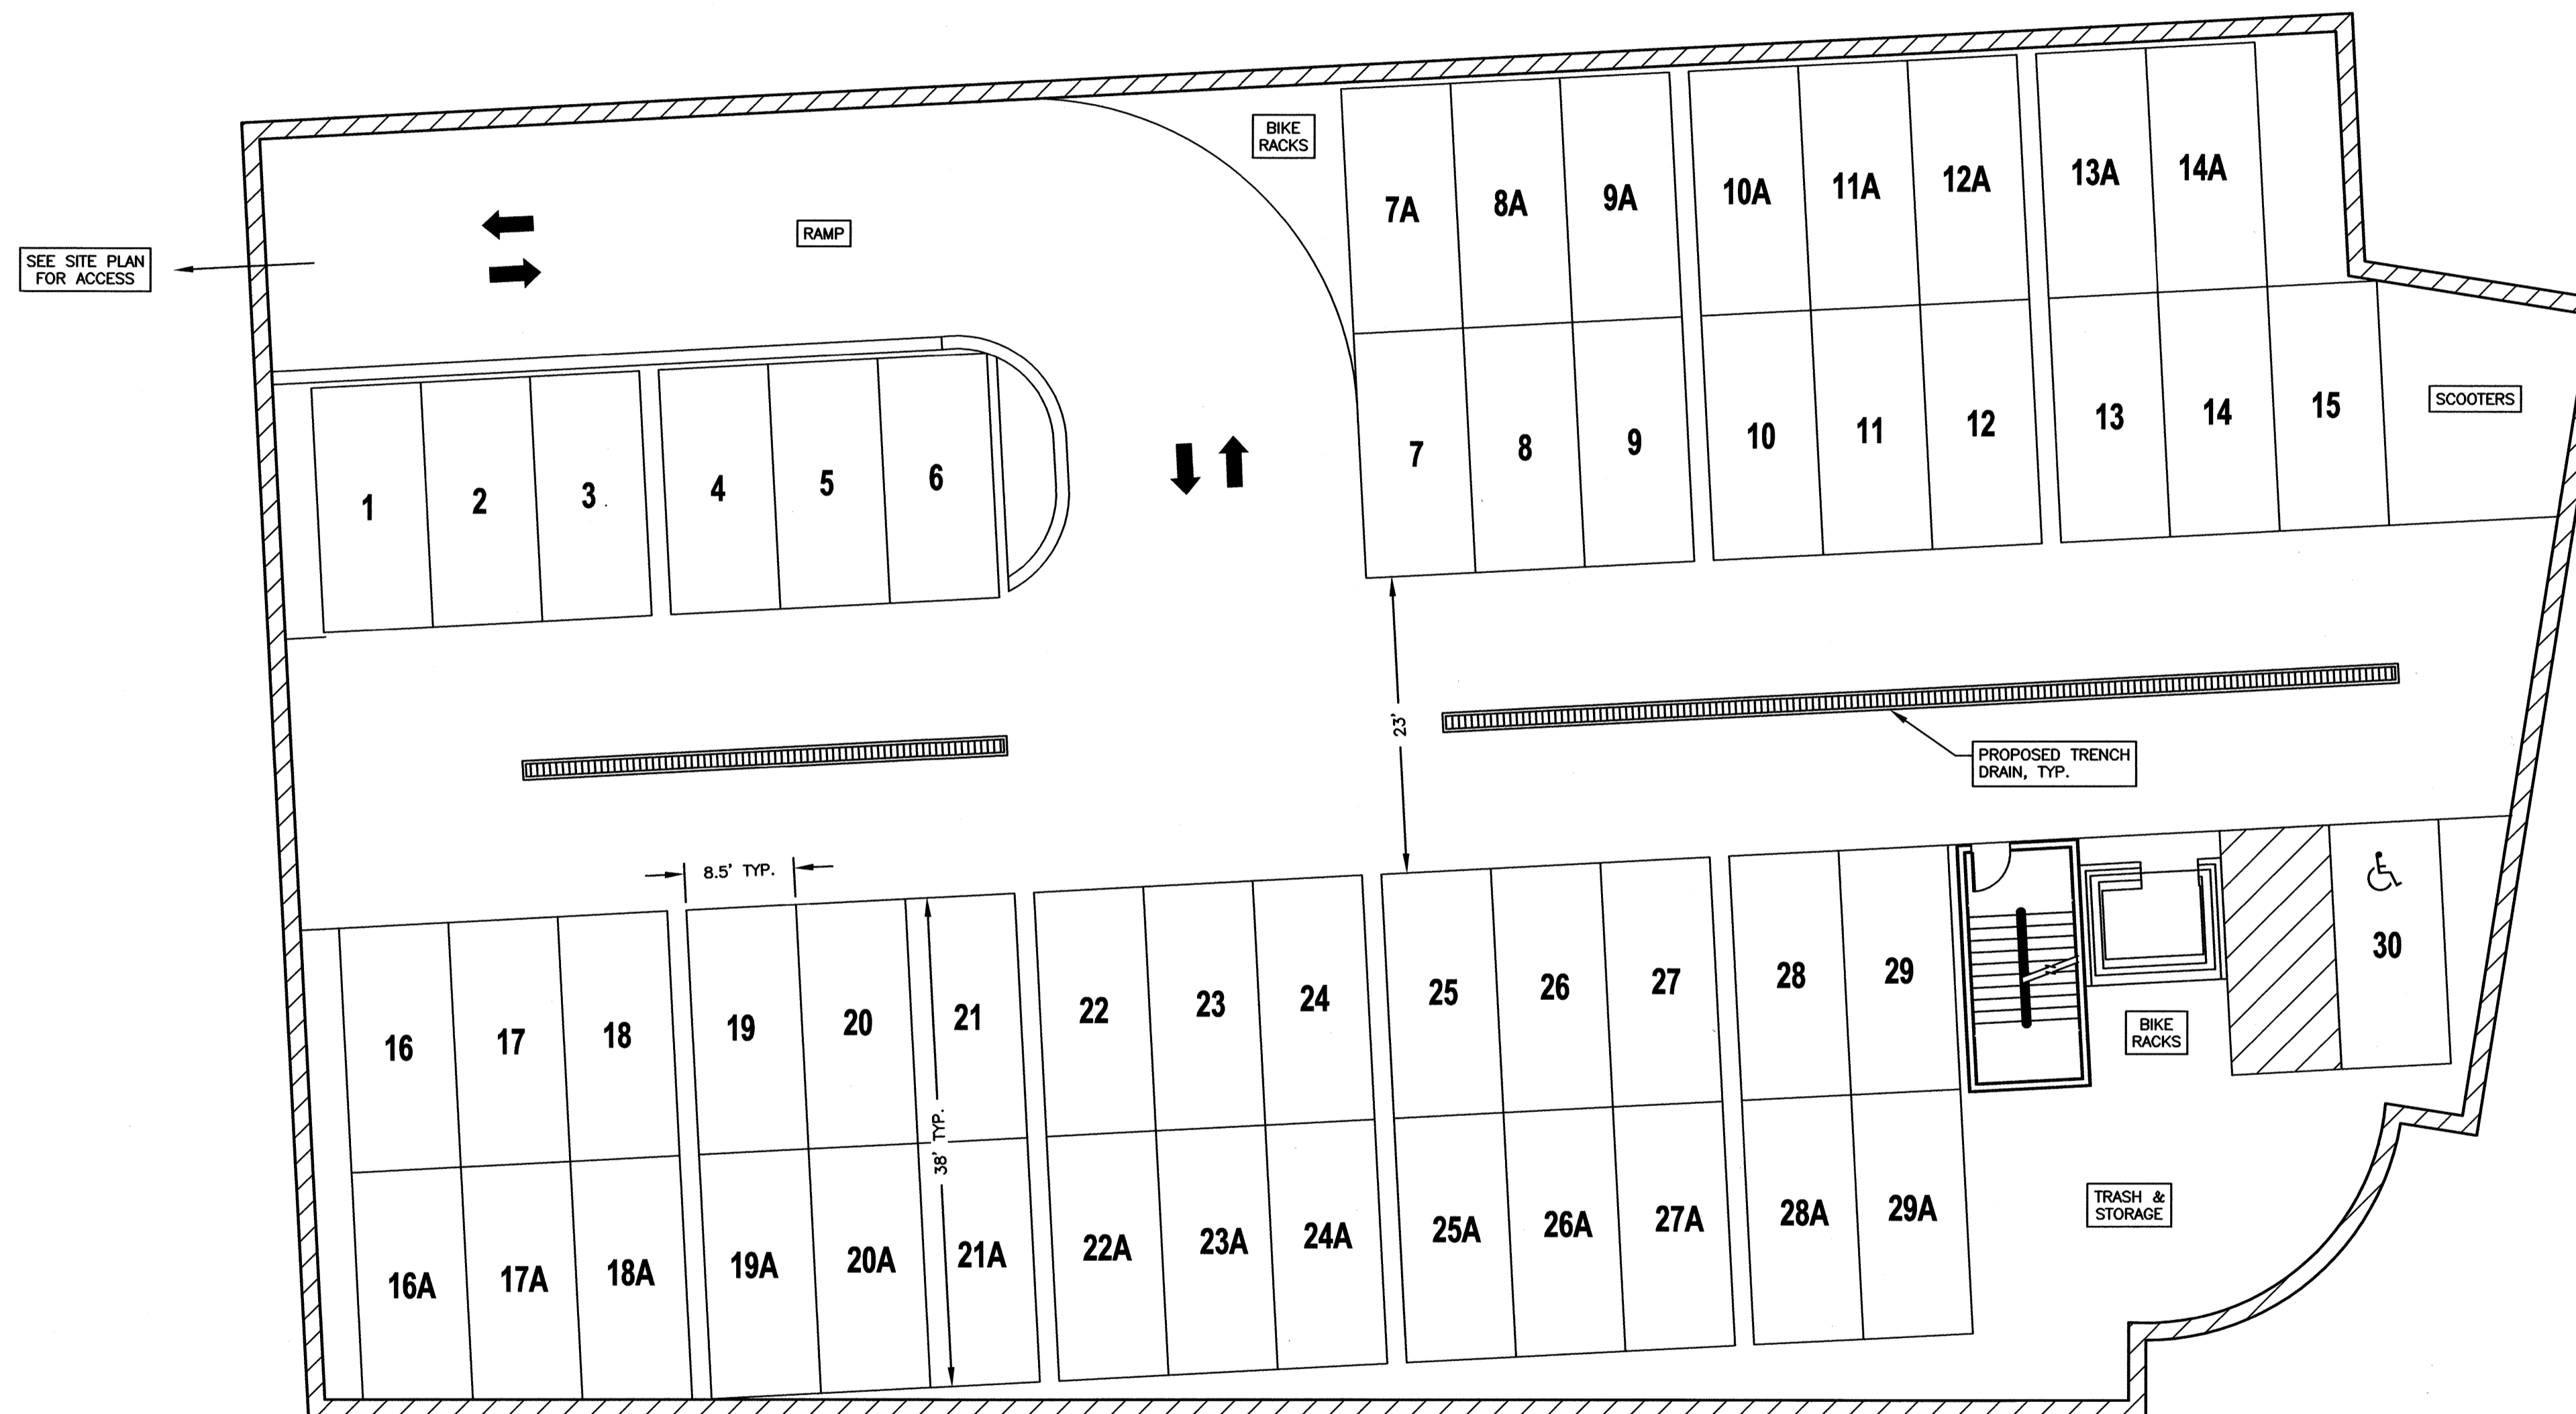 BIKE
RACKS
7A
8A
9A
10A
11A
12A
13A
14A
SEE SITE PLAN
FOR ACCESS
RAMP
1
2
3
4
5
6
7
8
9
10
11
12
13
14
15
SCOOTERS
23'
PROPOSED TRENCH
DRAIN, TYP.
8.5' TYP.
16
17
18
19
20
21
22
23
24
25
26
27
28
29
30
BIKE
RACKS
38' TYP.
16A
17A
18A
19A
20A
21A
22A
23A
24A
25A
26A
27A
28A
29A
TRASH &
STORAGE